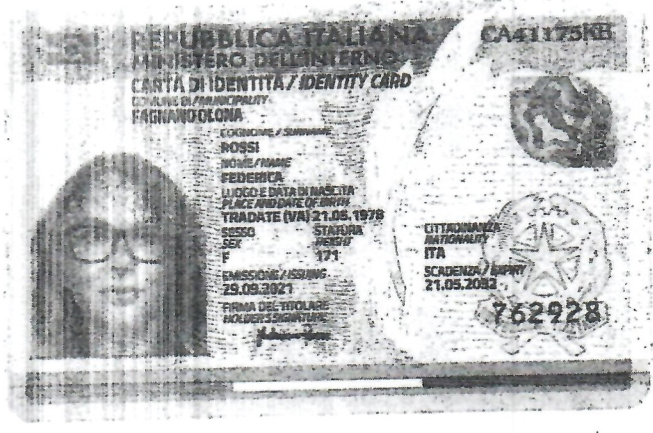 REPUBBLICA ITALIANA
CA41175KB
MINISTERO DELL'INTERNO
CARTA DI IDENTITÀ / IDENTITY CARD
COMUNE DI / MUNICIPALITY
FAGNANO OLONA
COGNOME / SURNAME
ROSSI
NOME / NAME
FEDERICA
LUOGO E DATA DI NASCITA
PLACE AND DATE OF BIRTH
TRADATE (VA) 21.05.1978
SESSO STATURA
SEX HEIGHT
F 171
CITTADINANZA
NATIONALITY
ITA
EMISSIONE / ISSUING
29.09.2021
SCADENZA / EXPIRY
21.05.2032
FIRMA DEL TITOLARE
HOLDER'S SIGNATURE
762928